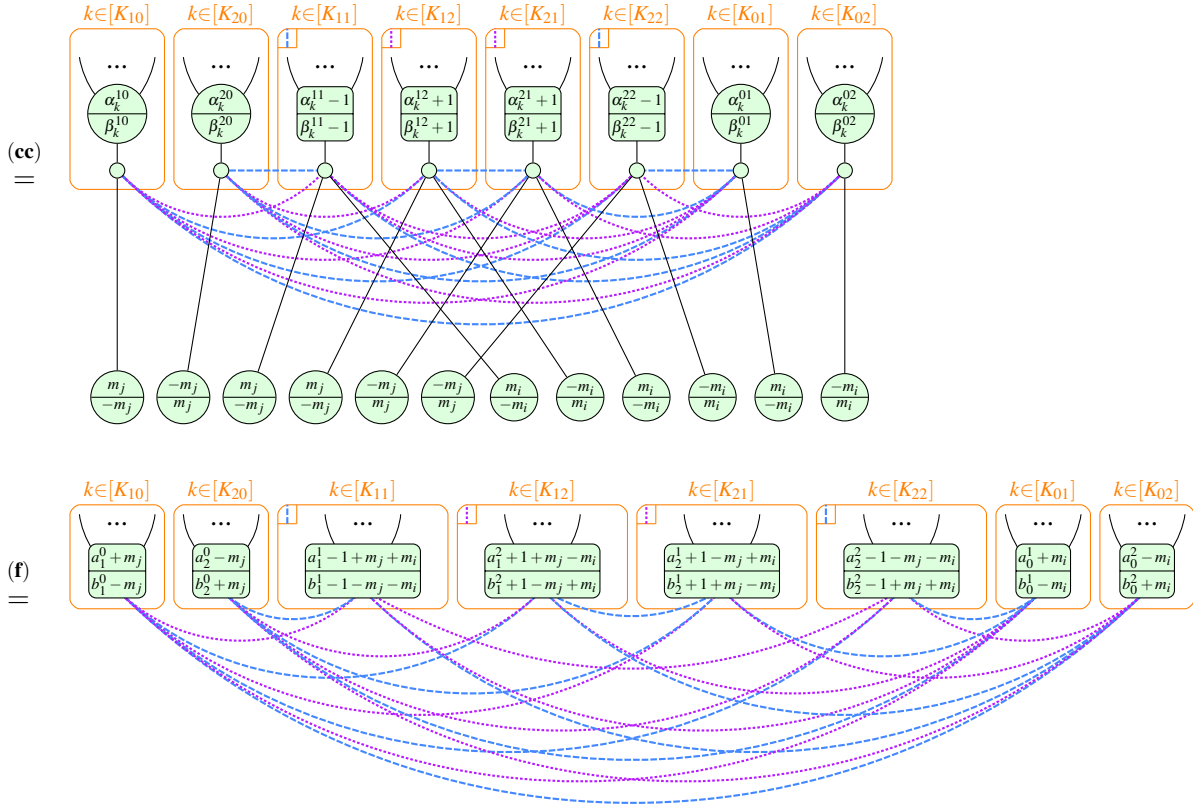 k∈[K₁₀] k∈[K₂₀] k∈[K₁₁] k∈[K₁₂] k∈[K₂₁] k∈[K₂₂] k∈[K₀₁] k∈[K₀₂]
... ... ... ... ... ... ... ...
α_k^{10} α_k^{20} α_k^{11} − 1 α_k^{12} + 1 α_k^{21} + 1 α_k^{22} − 1 α_k^{01} α_k^{02}
β_k^{10} β_k^{20} β_k^{11} − 1 β_k^{12} + 1 β_k^{21} + 1 β_k^{22} − 1 β_k^{01} β_k^{02}
(cc)
=
m_j −m_j m_j m_j −m_j −m_j m_i −m_i m_i −m_i m_i −m_i
−m_j m_j −m_j −m_j m_j m_j −m_i m_i −m_i m_i −m_i m_i
k∈[K₁₀] k∈[K₂₀] k∈[K₁₁] k∈[K₁₂] k∈[K₂₁] k∈[K₂₂] k∈[K₀₁] k∈[K₀₂]
... ... ... ... ... ... ... ...
a_1^0 + m_j a_2^0 − m_j a_1^1 − 1 + m_j + m_i a_1^2 + 1 + m_j − m_i a_2^1 + 1 − m_j + m_i a_2^2 − 1 − m_j − m_i a_0^1 + m_i a_0^2 − m_i
b_1^0 − m_j b_2^0 + m_j b_1^1 − 1 − m_j − m_i b_1^2 + 1 − m_j + m_i b_2^1 + 1 + m_j − m_i b_2^2 − 1 + m_j + m_i b_0^1 − m_i b_0^2 + m_i
(f)
=